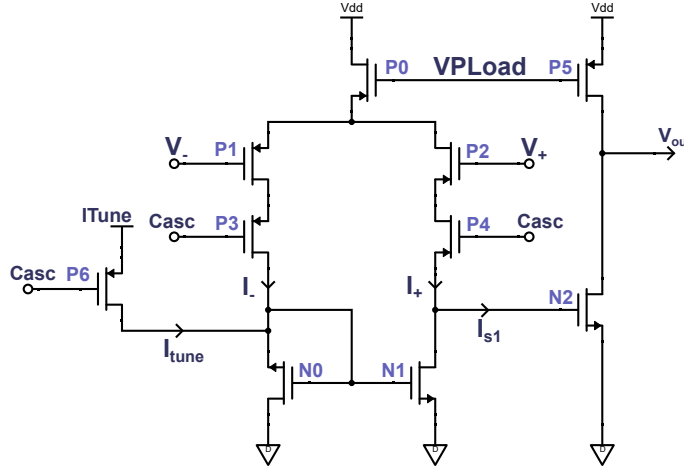 Vdd
Vdd
P0
VPLoad
P5
V-
P1
P2
V+
Vou
ITune
Casc
P3
P4
Casc
Casc
P6
I-
I+
N2
Itune
Is1
N0
N1
D
D
D